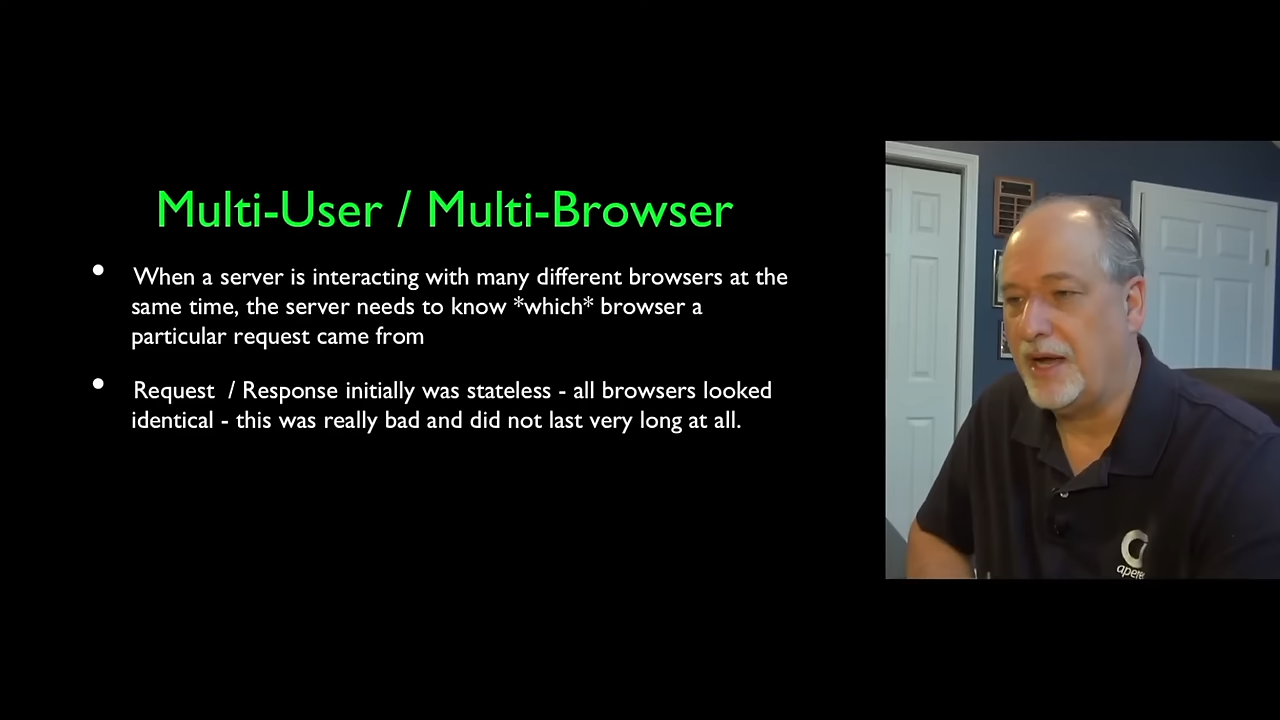 Multi-User / Multi-Browser
• When a server is interacting with many different browsers at the
same time, the server needs to know *which* browser a
particular request came from
• Request / Response initially was stateless - all browsers looked
identical - this was really bad and did not last very long at all.